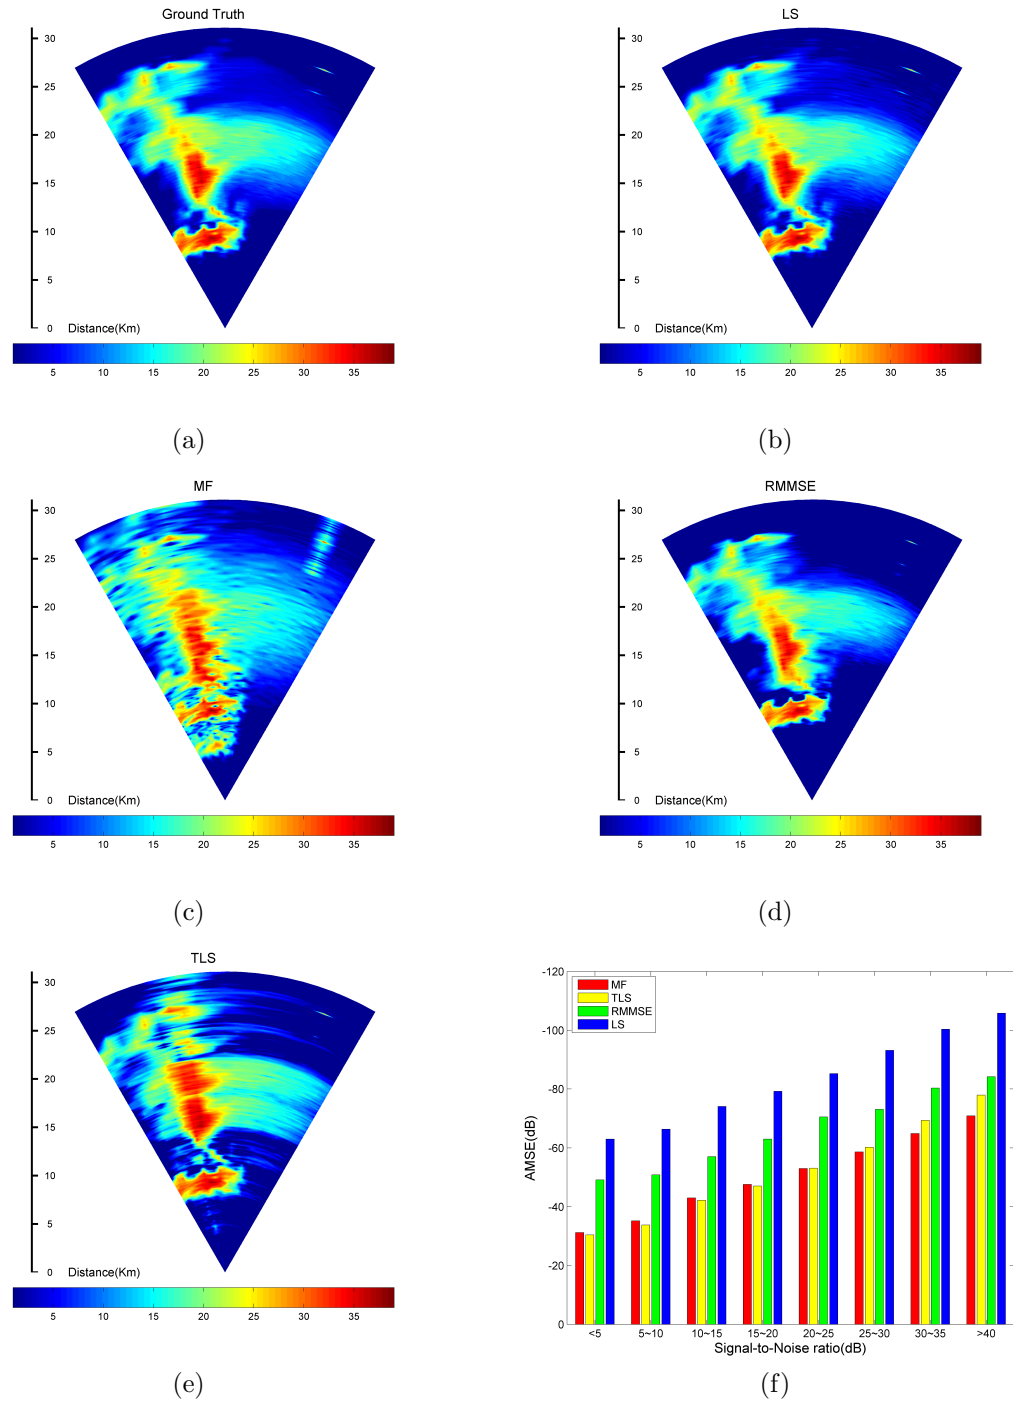 Ground Truth
30
25
20
15
10
5
0 Distance(Km)
5 10 15 20 25 30 35
(a)
LS
30
25
20
15
10
5
0 Distance(Km)
5 10 15 20 25 30 35
(b)
MF
30
25
20
15
10
5
0 Distance(Km)
5 10 15 20 25 30 35
(c)
RMMSE
30
25
20
15
10
5
0 Distance(Km)
5 10 15 20 25 30 35
(d)
TLS
30
25
20
15
10
5
0 Distance(Km)
5 10 15 20 25 30 35
(e)
MF
TLS
RMMSE
LS
-120
-100
-80
-60
-40
-20
0
AMSE(dB)
<5 5~10 10~15 15~20 20~25 25~30 30~35 >40
Signal-to-Noise ratio(dB)
(f)